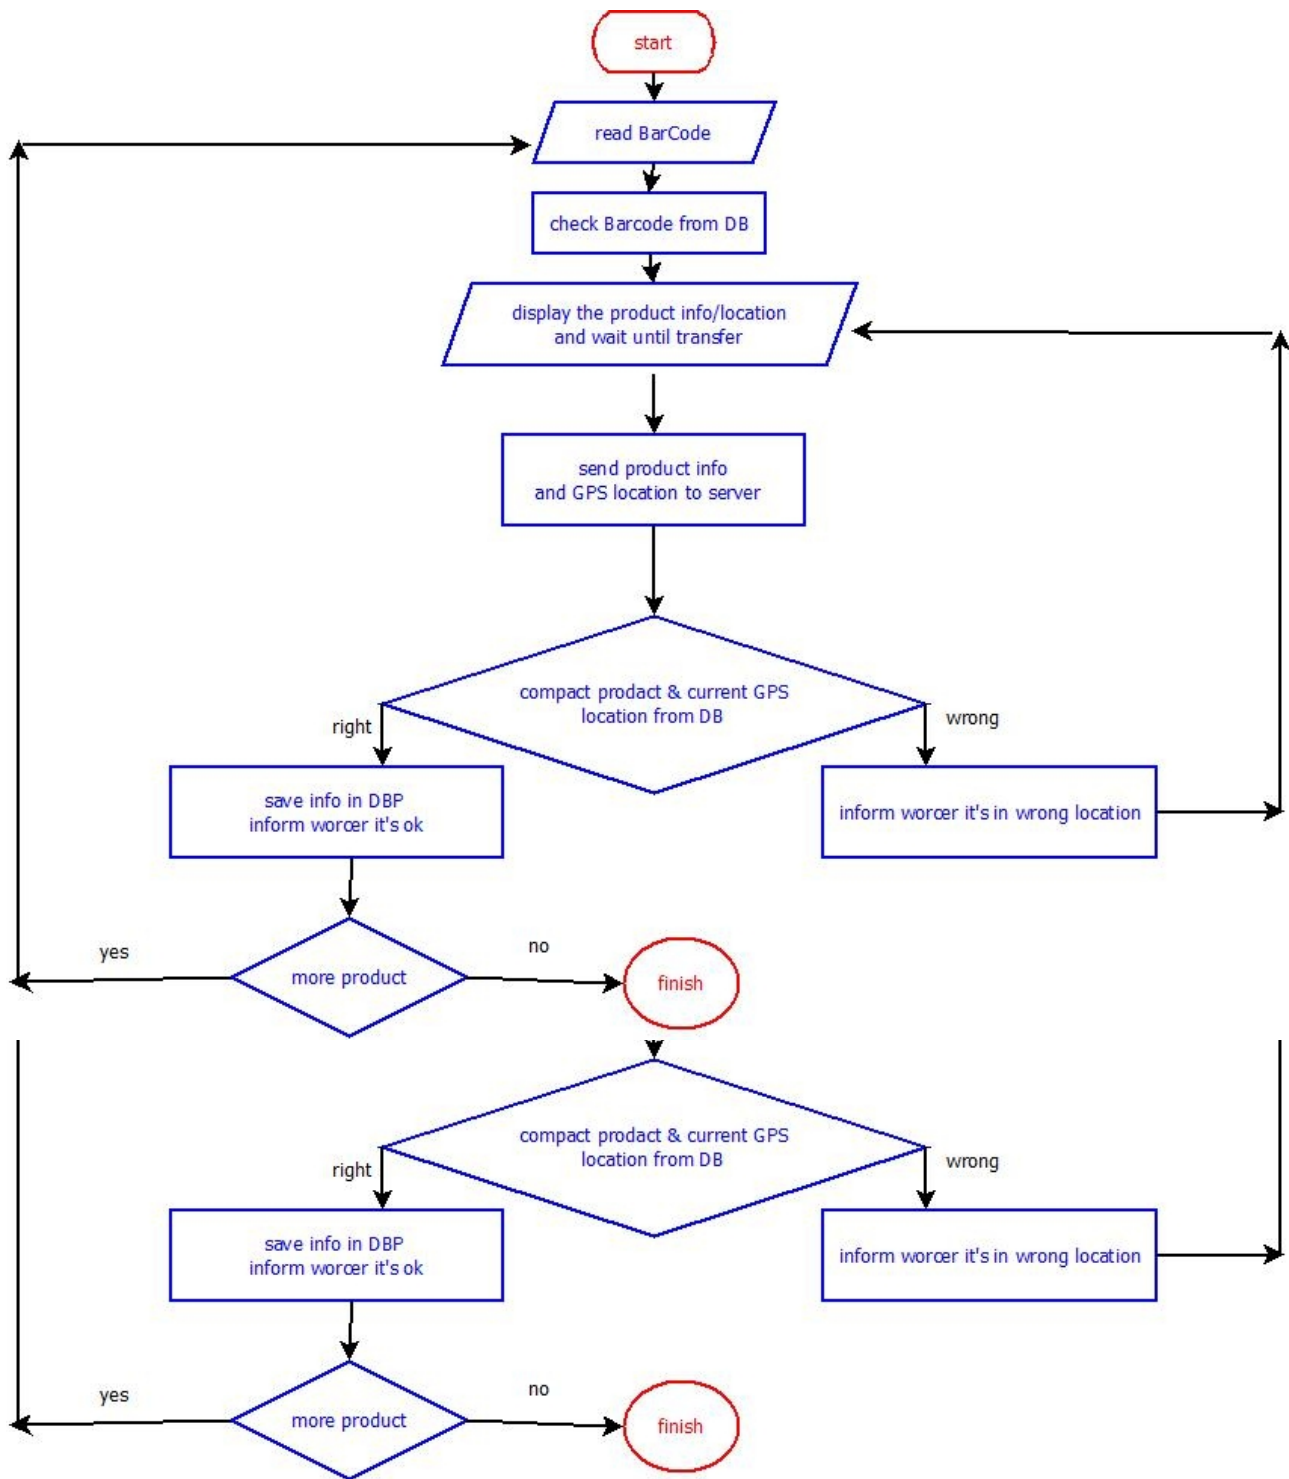 start
read BarCode
check Barcode from DB
display the product info/location
and wait until transfer
send product info
and GPS location to server
compact prodact & current GPS
location from DB
right
wrong
save info in DBP
inform worcer it's ok
inform worcer it's in wrong location
yes
no
more product
finish
compact prodact & current GPS
location from DB
right
wrong
save info in DBP
inform worcer it's ok
inform worcer it's in wrong location
yes
no
more product
finish